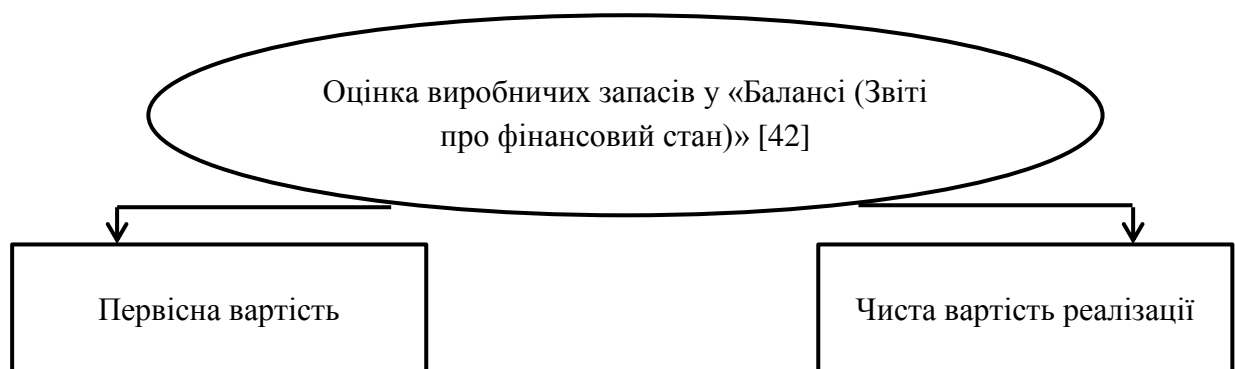 Оцінка виробничих запасів у «Балансі (Звіті
про фінансовий стан)» [42]
Первісна вартість
Чиста вартість реалізації